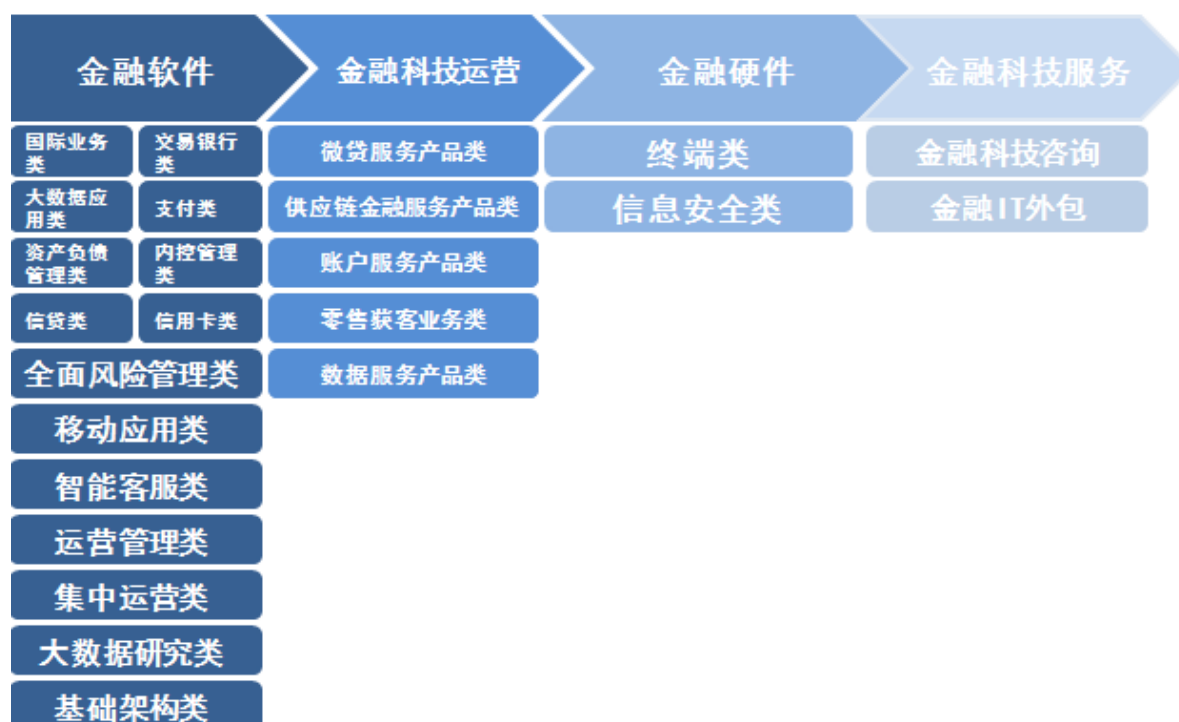 金融软件
金融科技运营
金融硬件
金融科技服务
国际业务
类
交易银行
类
微贷服务产品类
终端类
金融科技咨询
大数据应
用类
支付类
供应链金融服务产品类
信息安全类
金融IT外包
资产负债
管理类
内控管理
类
账户服务产品类
信贷类
信用卡类
零售获客业务类
全面风险管理类
数据服务产品类
移动应用类
智能客服类
运营管理类
集中运营类
大数据研究类
基础架构类